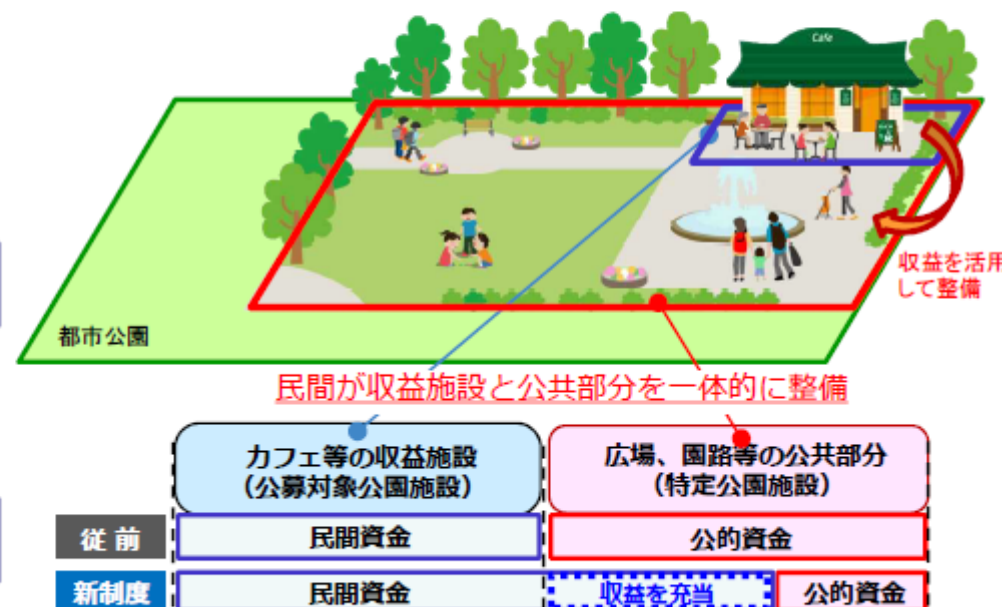 Cafe
収益を活用
して整備
都市公園
民間が収益施設と公共部分を一体的に整備
カフェ等の収益施設
(公募対象公園施設)
広場、園路等の公共部分
(特定公園施設)
従前
民間資金
公的資金
新制度
民間資金
収益を充当
公的資金